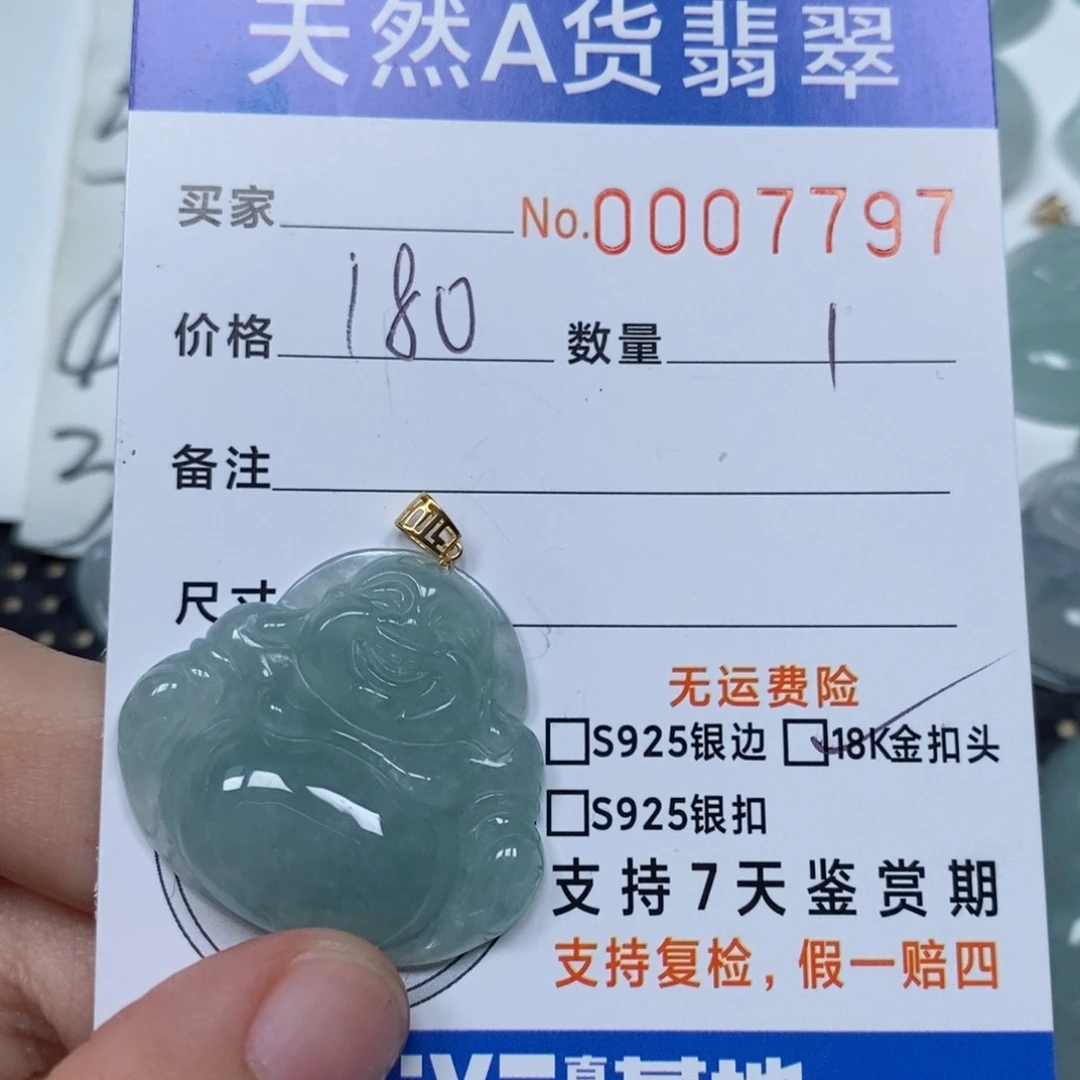 天然A货翡翠
买家 No.0007797
价格 180 数量 1
备注
尺寸
无运费险
S925银边 18K金扣头
S925银扣
支持7天鉴赏期
支持复检，假一赔四
基地